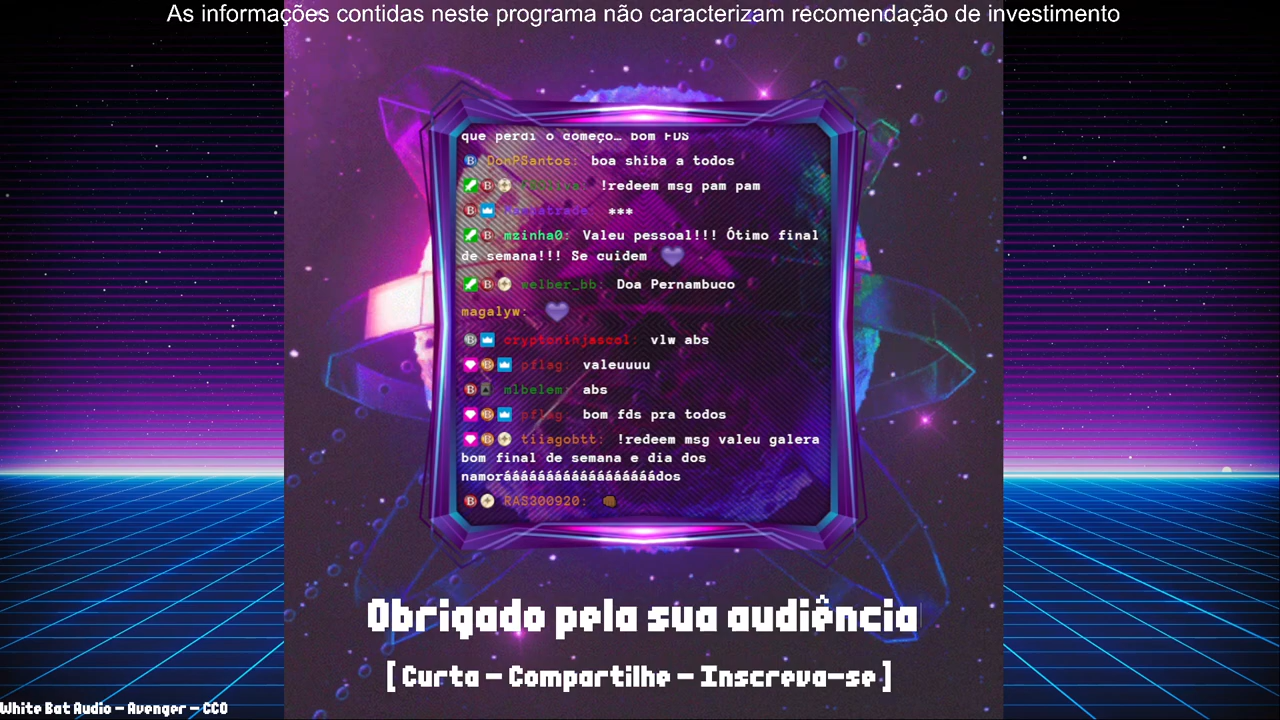 As informações contidas neste programa não caracterizam recomendação de investimento
que perdi o começo… bom FDS
DonPSantos: boa shiba a todos
!redeem msg pam pam
***
mzinha0: Valeu pessoal!!! Ótimo final
de semana!!! Se cuidem
welber_bb: Doa Pernambuco
magalyw:
cryptoninjascol: vlw abs
pflag: valeuuuu
mlbelem: abs
pflag: bom fds pra todos
tiiagobtt: !redeem msg valeu galera
bom final de semana e dia dos
namoráááááááááááááááááááádos
RAS300920:
Obrigado pela sua audiência
[ Curta - Compartilhe - Inscreva-se ]
White Bat Audio - Avenger - CC0